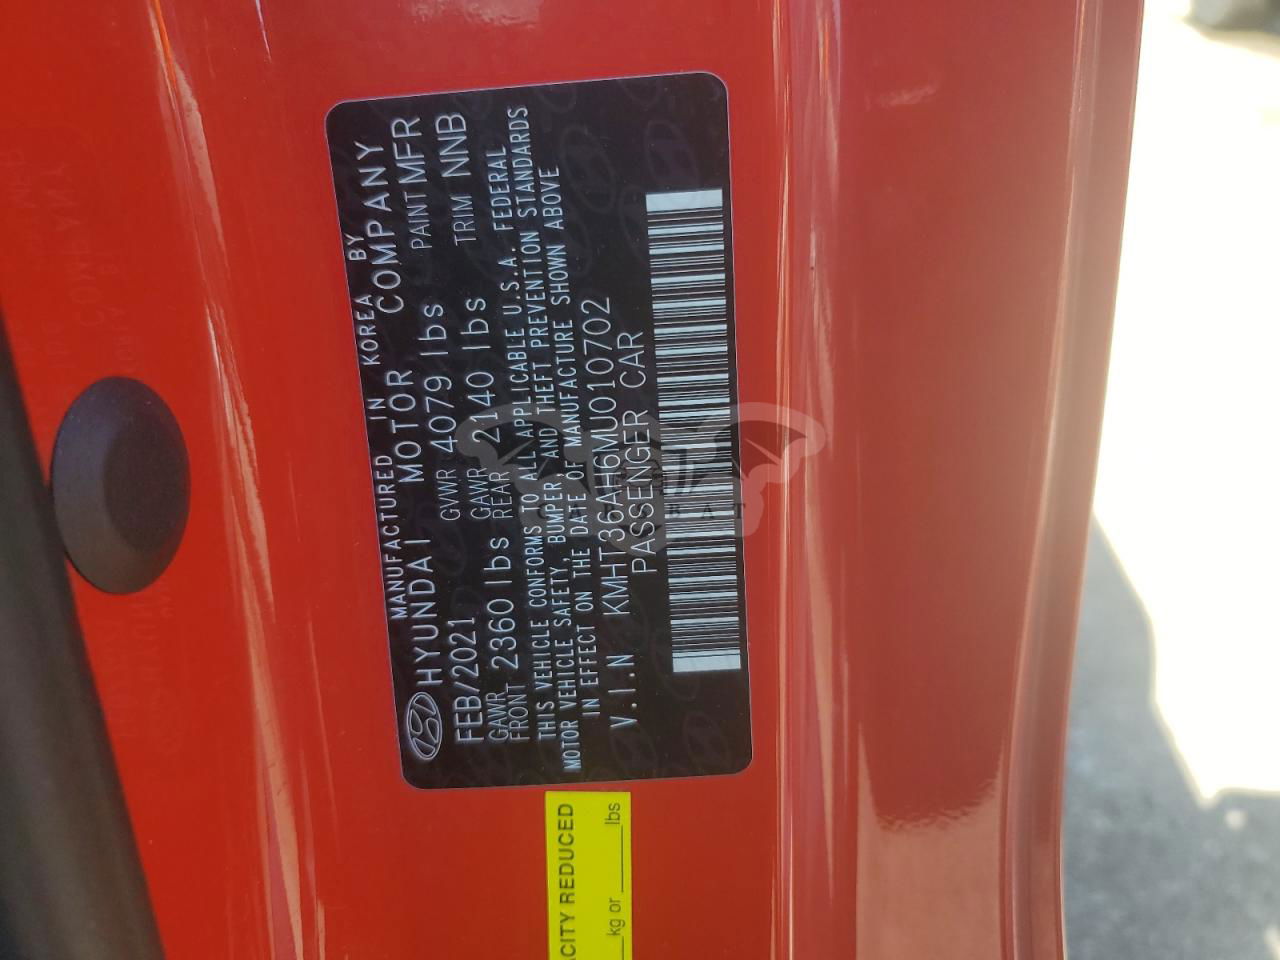 MANUFACTURED IN KOREA BY
HYUNDAI MOTOR COMPANY
FEB/2021 GVWR 4079 lbs PAINT MFR
GAWR FRONT 2360 lbs GAWR REAR 2140 lbs TRIM NNB
THIS VEHICLE CONFORMS TO ALL APPLICABLE U.S.A. FEDERAL
MOTOR VEHICLE SAFETY, BUMPER, AND THEFT PREVENTION STANDARDS
IN EFFECT ON THE DATE OF MANUFACTURE SHOWN ABOVE
V.I.N KMHT36AH6MU010702
PASSENGER CAR
CITY REDUCED
kg or lbs